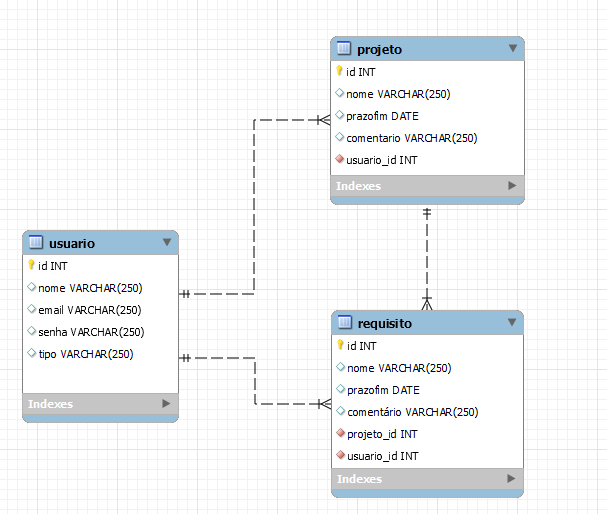 projeto
id INT
nome VARCHAR(250)
prazofim DATE
comentario VARCHAR(250)
usuario_id INT
Indexes
usuario
id INT
nome VARCHAR(250)
email VARCHAR(250)
senha VARCHAR(250)
tipo VARCHAR(250)
Indexes
requisito
id INT
nome VARCHAR(250)
prazofim DATE
comentário VARCHAR(250)
projeto_id INT
usuario_id INT
Indexes